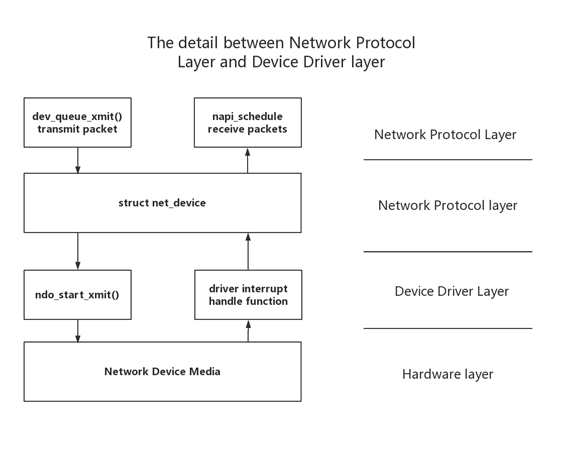 The detail between Network Protocol
Layer and Device Driver layer
dev_queue_xmit()
transmit packet
napi_schedule
receive packets
Network Protocol Layer
struct net_device
Network Protocol layer
ndo_start_xmit()
driver interrupt
handle function
Device Driver Layer
Network Device Media
Hardware layer